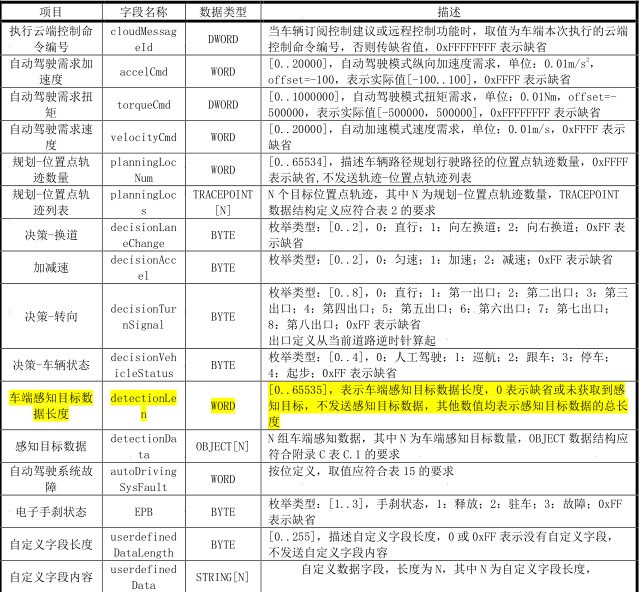 项目 字段名称 数据类型 描述
执行云端控制命 cloudMessag DWORD 当车辆订阅控制建议或远程控制功能时，取值为车端本次执行的云端
令编号 eId 控制命令编号，否则传缺省值，0xFFFFFFFF 表示缺省
自动驾驶需求加 accelCmd WORD [0..20000]，自动驾驶模式纵向加速度需求，单位：0.01m/s²，
速度 offset=-100，表示实际值[-100..100]，0xFFFF 表示缺省
自动驾驶需求扭 torqueCmd DWORD [0..1000000]，自动驾驶模式扭矩需求，单位：0.01Nm，offset=-
矩 500000，表示实际值[-500000，500000]，0xFFFFFFFF 表示缺省
自动驾驶需求速 velocityCmd WORD [0..20000]，自动加速模式速度需求，单位：0.01m/s，0xFFFF 表示
度 缺省
规划-位置点轨 planningLoc WORD [0..65534]，描述车辆路径规划行驶路径的位置点轨迹数量，0xFFFF
迹数量 Num 表示缺省，不发送轨迹-位置点轨迹列表
规划-位置点轨 planningLoc TRACEPOINT N 个目标位置点轨迹，其中 N 为规划-位置点轨迹数量，TRACEPOINT
迹列表 s [N] 数据结构定义应符合表 2 的要求
决策-换道 decisionLan BYTE 枚举类型：[0..2]，0：直行；1：向左换道；2：向右换道；0xFF 表
eChange 示缺省
加减速 decisionAcc BYTE 枚举类型：[0..2]，0：匀速；1：加速；2：减速；0xFF 表示缺省
el
决策-转向 decisionTur BYTE 枚举类型：[0..8]，0：直行；1：第一出口；2：第二出口；3：第三
nSignal 出口；4：第四出口；5：第五出口；6：第六出口；7：第七出口；
8：第八出口；0xFF 表示缺省
出口定义从当前道路逆时针算起
决策-车辆状态 decisionVeh BYTE 枚举类型：[0..4]，0：人工驾驶；1：巡航；2：跟车；3：停车；
icleStatus 4：起步；0xFF 表示缺省
车端感知目标数 detectionLe WORD [0..65535]，表示车端感知目标数据长度，0 表示缺省或未获取到感
据长度 n 知目标，不发送感知目标数据，其他数值均表示感知目标数据的总长
度
感知目标数据 detectionDa OBJECT[N] N 组车端感知数据，其中 N 为车端感知目标数量，OBJECT 数据结构应
ta 符合附录 C 表 C.1 的要求
自动驾驶系统故 autoDriving WORD 按位定义，取值应符合表 15 的要求
障 SysFault
电子手刹状态 EPB BYTE 枚举类型：[1..3]，手刹状态，1：释放；2：驻车；3：故障；0xFF
表示缺省
自定义字段长度 userdefined BYTE [0..255]，描述自定义字段长度，0 或 0xFF 表示没有自定义字段，
DataLength 不发送自定义字段内容
自定义字段内容 userdefined STRING[N] 自定义数据字段，长度为 N，其中 N 为自定义字段长度，
Data